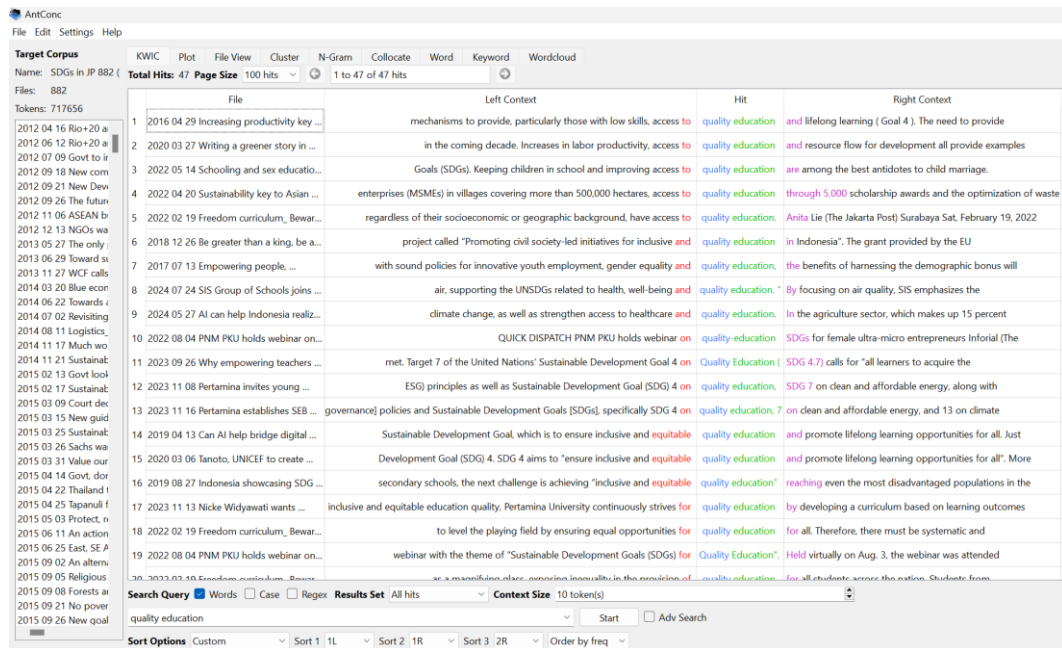 AntConc
File Edit Settings Help
Target Corpus
Name: SDGs in JP 882 (
Files: 882
Tokens: 717656
2012 04 16 Rio+20 a
2012 06 12 Rio+20 a
2012 07 09 Govt to i
2012 09 18 New com
2012 09 21 New Dev
2012 09 26 The futur
2012 11 06 ASEAN b
2012 12 13 NGOs wa
2013 05 27 The only
2013 06 29 Toward s
2013 11 27 WCF calls
2014 03 20 Blue econ
2014 06 22 Towards
2014 07 02 Revisiting
2014 08 11 Logistics_
2014 11 17 Much wo
2014 11 21 Sustainab
2015 02 13 Govt look
2015 02 17 Sustainab
2015 03 09 Court dec
2015 03 15 New guid
2015 03 25 Sustainab
2015 03 26 Sachs wa
2015 03 31 Value our
2015 04 14 Govt, dor
2015 04 22 Thailand t
2015 04 25 Tapanuli f
2015 05 03 Protect, r
2015 06 11 An action
2015 06 25 East, SE A
2015 09 02 An altern
2015 09 05 Religious
2015 09 08 Forests a
2015 09 21 No pover
2015 09 26 New goal
KWIC Plot File View Cluster N-Gram Collocate Word Keyword Wordcloud
Total Hits: 47 Page Size 100 hits 1 to 47 of 47 hits
File Left Context Hit Right Context
1 2016 04 29 Increasing productivity key ... mechanisms to provide, particularly those with low skills, access to quality education and lifelong learning ( Goal 4 ). The need to provide
2 2020 03 27 Writing a greener story in ... in the coming decade. Increases in labor productivity, access to quality education and resource flow for development all provide examples
3 2022 05 14 Schooling and sex educatio... Goals (SDGs). Keeping children in school and improving access to quality education are among the best antidotes to child marriage.
4 2022 04 20 Sustainability key to Asian ... enterprises (MSMEs) in villages covering more than 500,000 hectares, access to quality education through 5,000 scholarship awards and the optimization of waste
5 2022 02 19 Freedom curriculum_ Bewar... regardless of their socioeconomic or geographic background, have access to quality education. Anita Lie (The Jakarta Post) Surabaya Sat, February 19, 2022
6 2018 12 26 Be greater than a king, be a... project called "Promoting civil society-led initiatives for inclusive and quality education in Indonesia". The grant provided by the EU
7 2017 07 13 Empowering people, ... with sound policies for innovative youth employment, gender equality and quality education, the benefits of harnessing the demographic bonus will
8 2024 07 24 SIS Group of Schools joins ... air, supporting the UNSDGs related to health, well-being and quality education. " By focusing on air quality, SIS emphasizes the
9 2024 05 27 AI can help Indonesia realiz... climate change, as well as strengthen access to healthcare and quality education. In the agriculture sector, which makes up 15 percent
10 2022 08 04 PNM PKU holds webinar on... QUICK DISPATCH PNM PKU holds webinar on quality-education SDGs for female ultra-micro entrepreneurs Inforial (The
11 2023 09 26 Why empowering teachers ... met. Target 7 of the United Nations' Sustainable Development Goal 4 on Quality Education ( SDG 4.7) calls for "all learners to acquire the
12 2023 11 08 Pertamina invites young ... ESG) principles as well as Sustainable Development Goal (SDG) 4 on quality education, SDG 7 on clean and affordable energy, along with
13 2023 11 16 Pertamina establishes SEB ... governance] policies and Sustainable Development Goals [SDGs], specifically SDG 4 on quality education, 7 on clean and affordable energy, and 13 on climate
14 2019 04 13 Can AI help bridge digital ... Sustainable Development Goal, which is to ensure inclusive and equitable quality education and promote lifelong learning opportunities for all. Just
15 2020 03 06 Tanoto, UNICEF to create ... Development Goal (SDG) 4. SDG 4 aims to "ensure inclusive and equitable quality education and promote lifelong learning opportunities for all". More
16 2019 08 27 Indonesia showcasing SDG ... secondary schools, the next challenge is achieving "inclusive and equitable quality education" reaching even the most disadvantaged populations in the
17 2023 11 13 Nicke Widyawati wants ... inclusive and equitable education quality, Pertamina University continuously strives for quality education by developing a curriculum based on learning outcomes
18 2022 02 19 Freedom curriculum_ Bewar... to level the playing field by ensuring equal opportunities for quality education for all. Therefore, there must be systematic and
19 2022 08 04 PNM PKU holds webinar on... webinar with the theme of "Sustainable Development Goals (SDGs) for Quality Education". Held virtually on Aug. 3, the webinar was attended
20 2022 02 19 Freedom curriculum_ Bewar... as a magnifying glass, exposing inequality in the provision of quality education for all students across the nation. Students from
Search Query Words Case Regex Results Set All hits Context Size 10 token(s)
quality education Start Adv Search
Sort Options Custom Sort 1 1L Sort 2 1R Sort 3 2R Order by freq